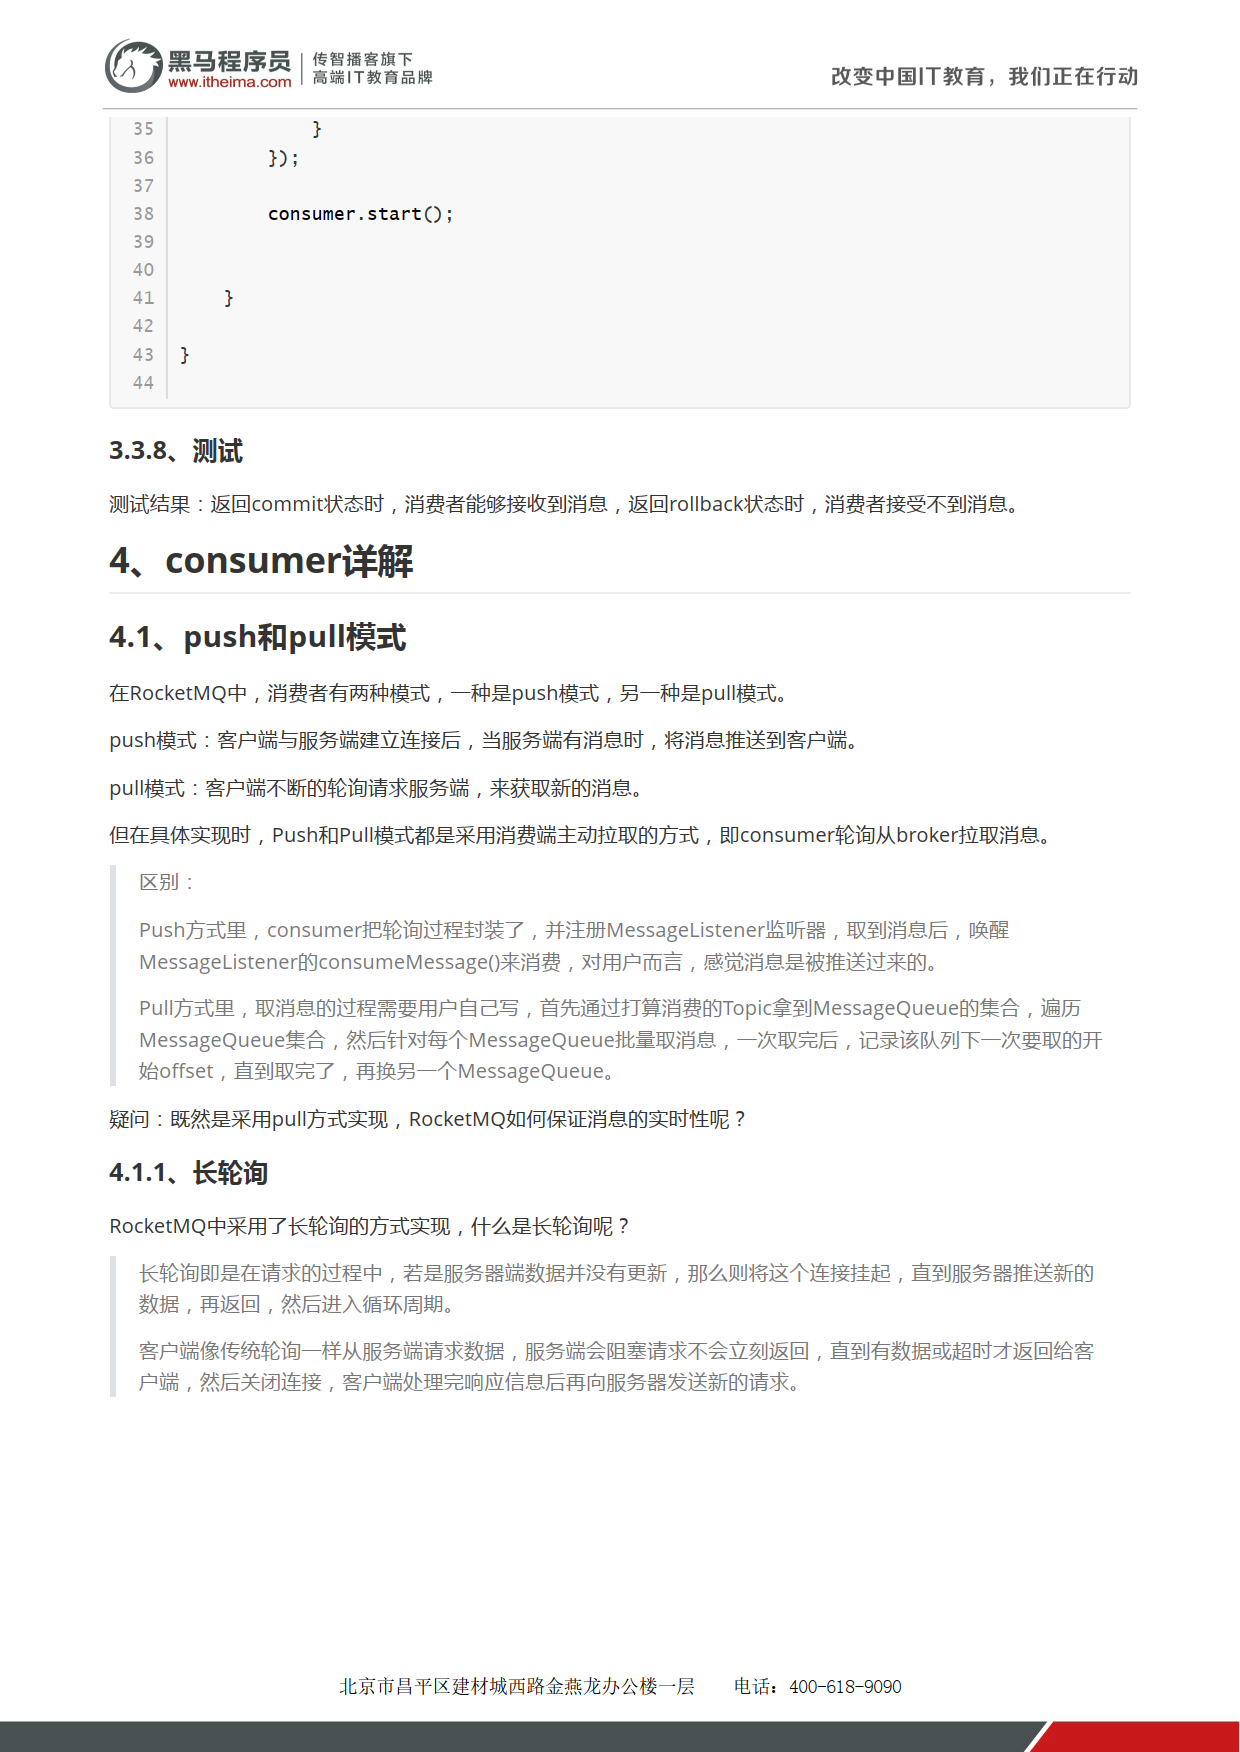 黑马程序员
www.itheima.com
传智播客旗下
高端IT教育品牌
改变中国IT教育，我们正在行动
35 }
36 });
37
38 consumer.start();
39
40
41 }
42
43 }
44
3.3.8、测试
测试结果：返回commit状态时，消费者能够接收到消息，返回rollback状态时，消费者接受不到消息。
4、consumer详解
4.1、push和pull模式
在RocketMQ中，消费者有两种模式，一种是push模式，另一种是pull模式。
push模式：客户端与服务端建立连接后，当服务端有消息时，将消息推送到客户端。
pull模式：客户端不断的轮询请求服务端，来获取新的消息。
但在具体实现时，Push和Pull模式都是采用消费端主动拉取的方式，即consumer轮询从broker拉取消息。
区别：
Push方式里，consumer把轮询过程封装了，并注册MessageListener监听器，取到消息后，唤醒
MessageListener的consumeMessage()来消费，对用户而言，感觉消息是被推送过来的。
Pull方式里，取消息的过程需要用户自己写，首先通过打算消费的Topic拿到MessageQueue的集合，遍历
MessageQueue集合，然后针对每个MessageQueue批量取消息，一次取完后，记录该队列下一次要取的开
始offset，直到取完了，再换另一个MessageQueue。
疑问：既然是采用pull方式实现，RocketMQ如何保证消息的实时性呢？
4.1.1、长轮询
RocketMQ中采用了长轮询的方式实现，什么是长轮询呢？
长轮询即是在请求的过程中，若是服务器端数据并没有更新，那么则将这个连接挂起，直到服务器推送新的
数据，再返回，然后进入循环周期。
客户端像传统轮询一样从服务端请求数据，服务端会阻塞请求不会立刻返回，直到有数据或超时才返回给客
户端，然后关闭连接，客户端处理完响应信息后再向服务器发送新的请求。
北京市昌平区建材城西路金燕龙办公楼一层 电话：400-618-9090